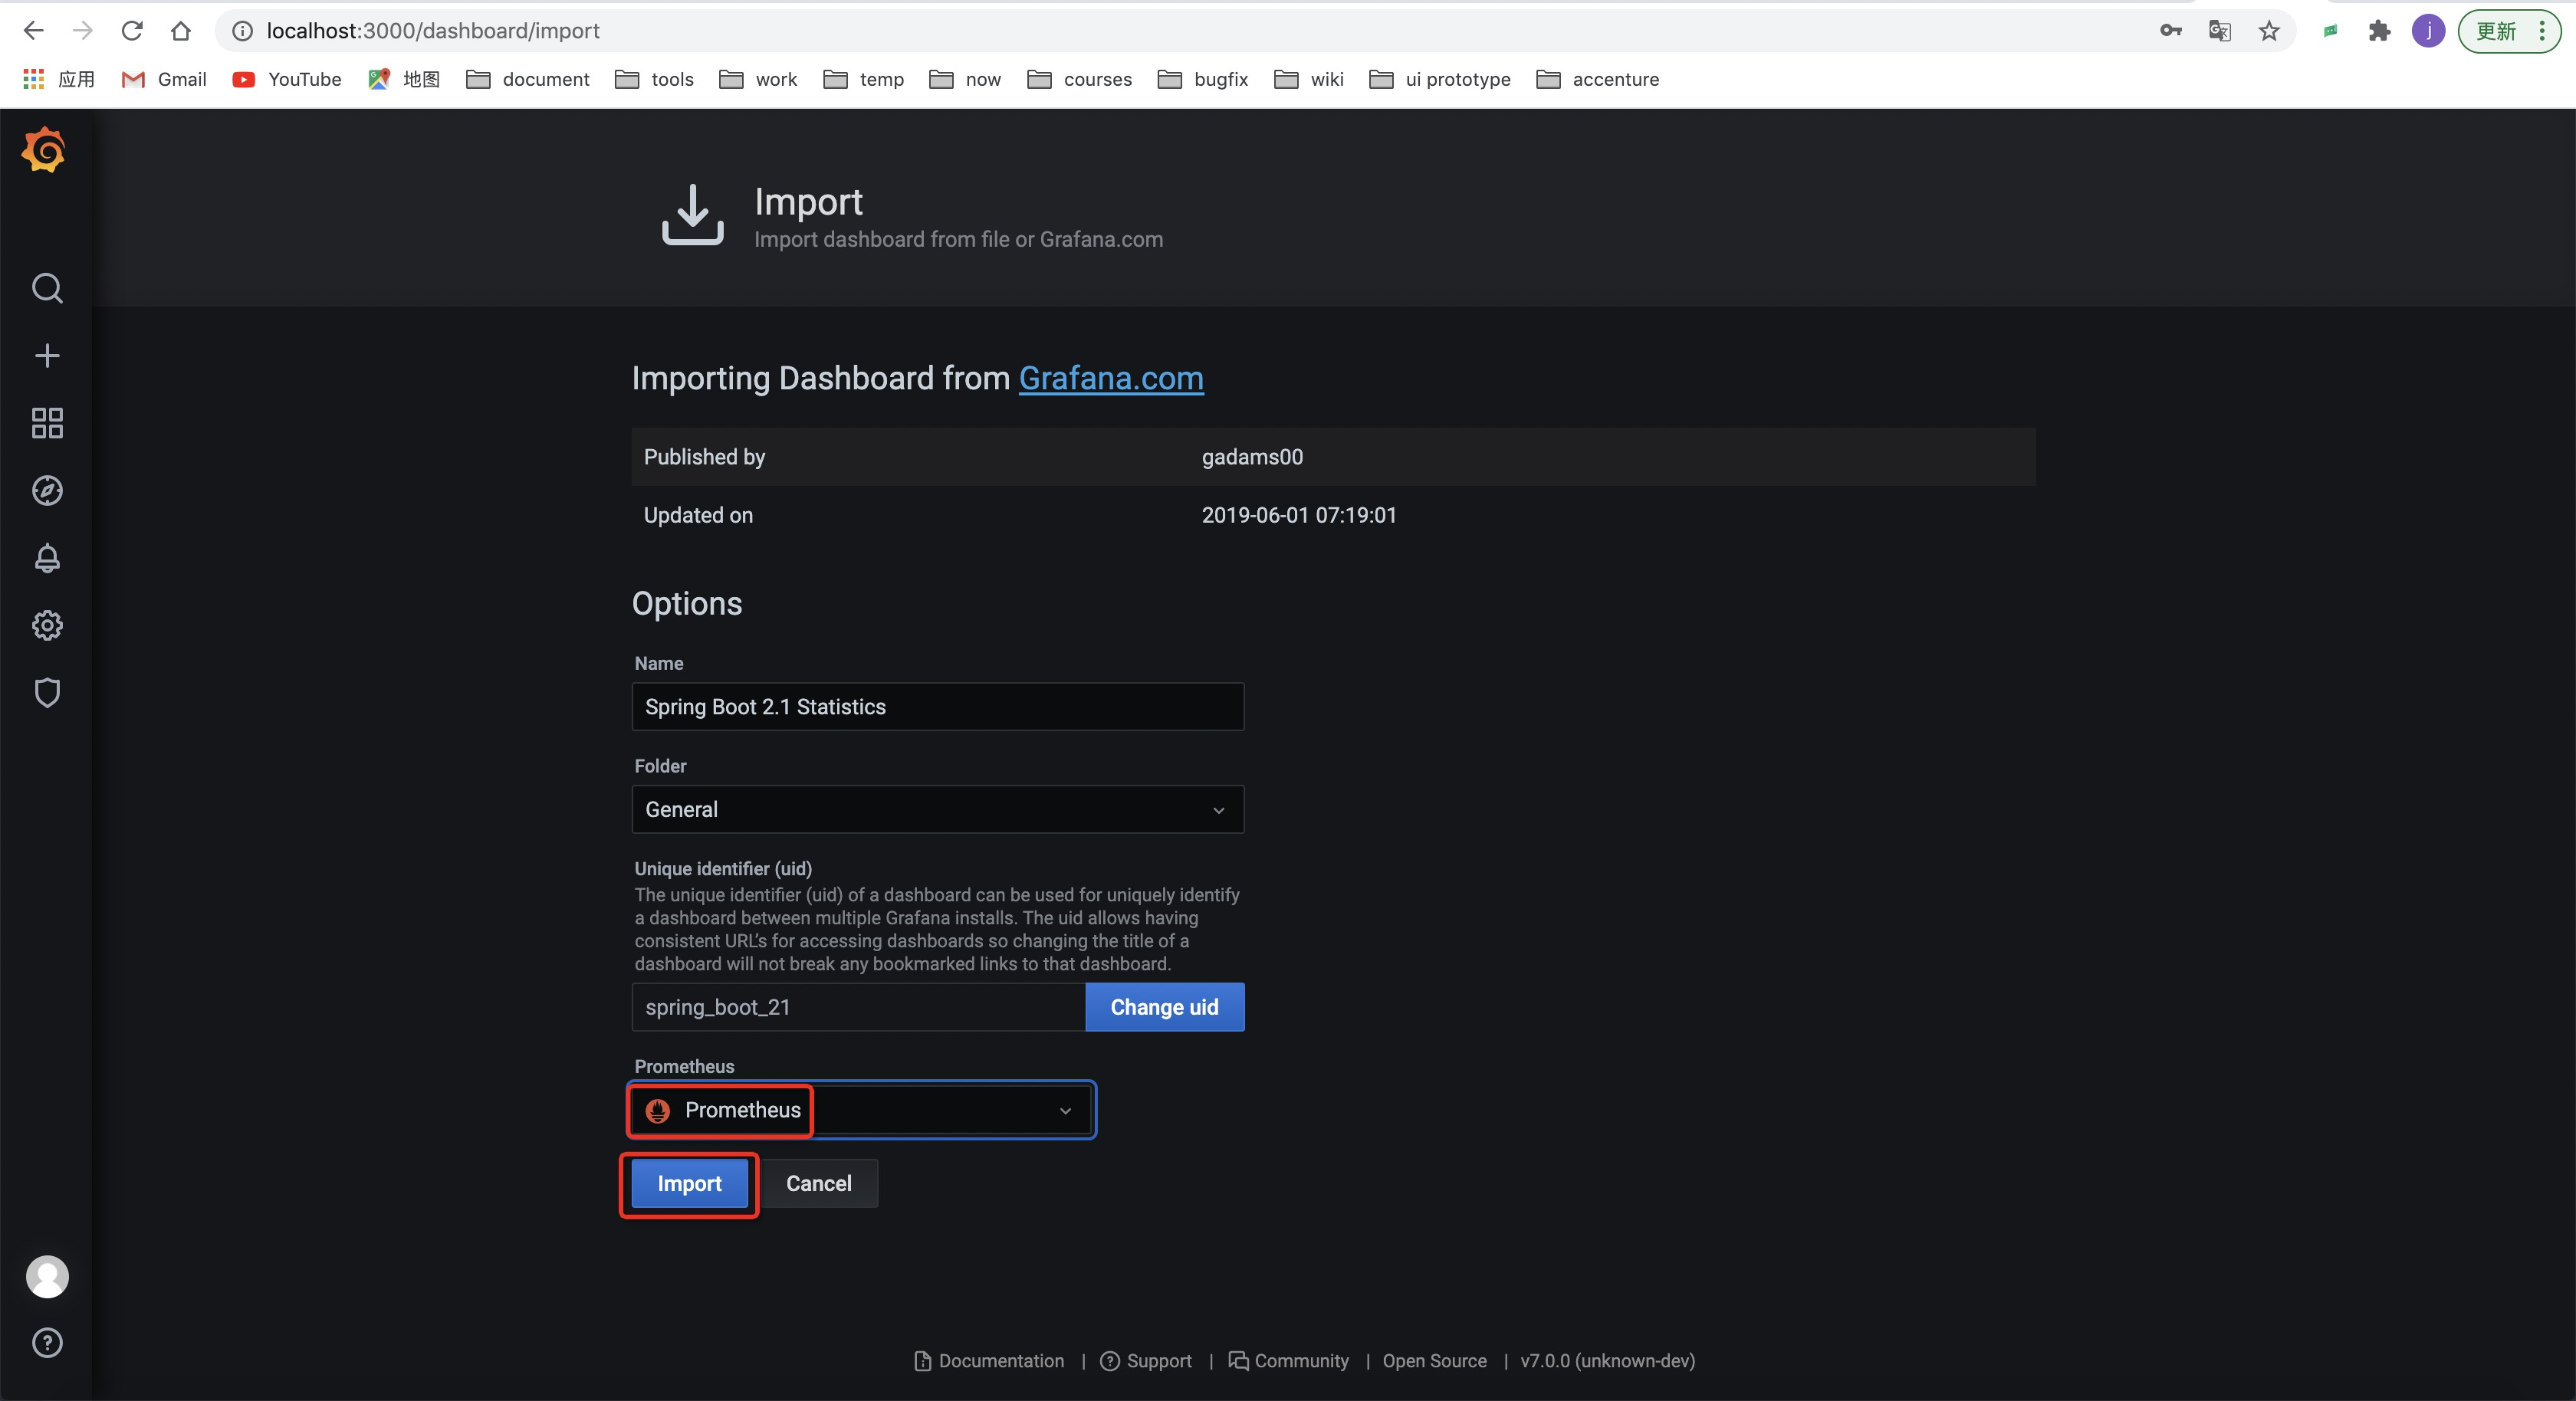 localhost:3000/dashboard/import
j
更新
应用
Gmail
YouTube
地图
document
tools
work
temp
now
courses
bugfix
wiki
ui prototype
accenture
Import
Import dashboard from file or Grafana.com
Importing Dashboard from Grafana.com
Published by gadams00
Updated on 2019-06-01 07:19:01
Options
Name
Spring Boot 2.1 Statistics
Folder
General
Unique identifier (uid)
The unique identifier (uid) of a dashboard can be used for uniquely identify
a dashboard between multiple Grafana installs. The uid allows having
consistent URL's for accessing dashboards so changing the title of a
dashboard will not break any bookmarked links to that dashboard.
spring_boot_21
Change uid
Prometheus
Prometheus
Import
Cancel
Documentation | Support | Community | Open Source | v7.0.0 (unknown-dev)